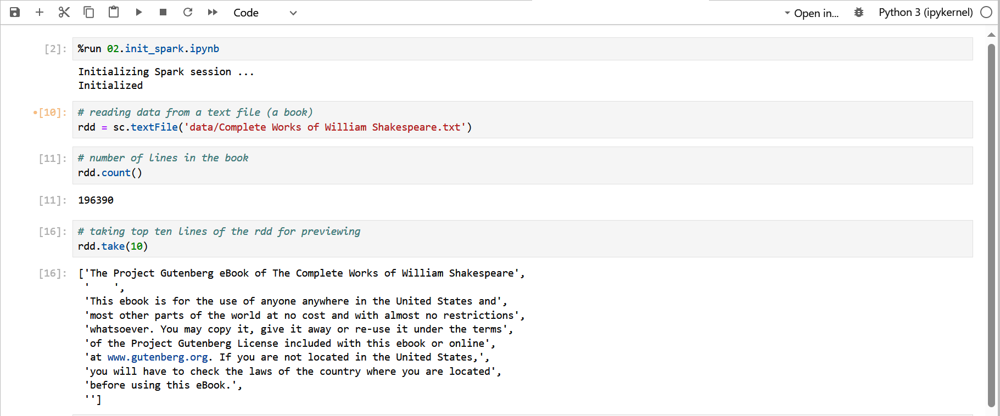 Code
Open in...
Python 3 (ipykernel)
[2]: %run 02.init_spark.ipynb
Initializing Spark session ...
Initialized
•[10]: # reading data from a text file (a book)
rdd = sc.textFile('data/Complete Works of William Shakespeare.txt')
[11]: # number of lines in the book
rdd.count()
[11]: 196390
[16]: # taking top ten lines of the rdd for previewing
rdd.take(10)
[16]: ['The Project Gutenberg eBook of The Complete Works of William Shakespeare',
'    ',
'This ebook is for the use of anyone anywhere in the United States and',
'most other parts of the world at no cost and with almost no restrictions',
'whatsoever. You may copy it, give it away or re-use it under the terms',
'of the Project Gutenberg License included with this ebook or online',
'at www.gutenberg.org. If you are not located in the United States,',
'you will have to check the laws of the country where you are located',
'before using this eBook.',
'']